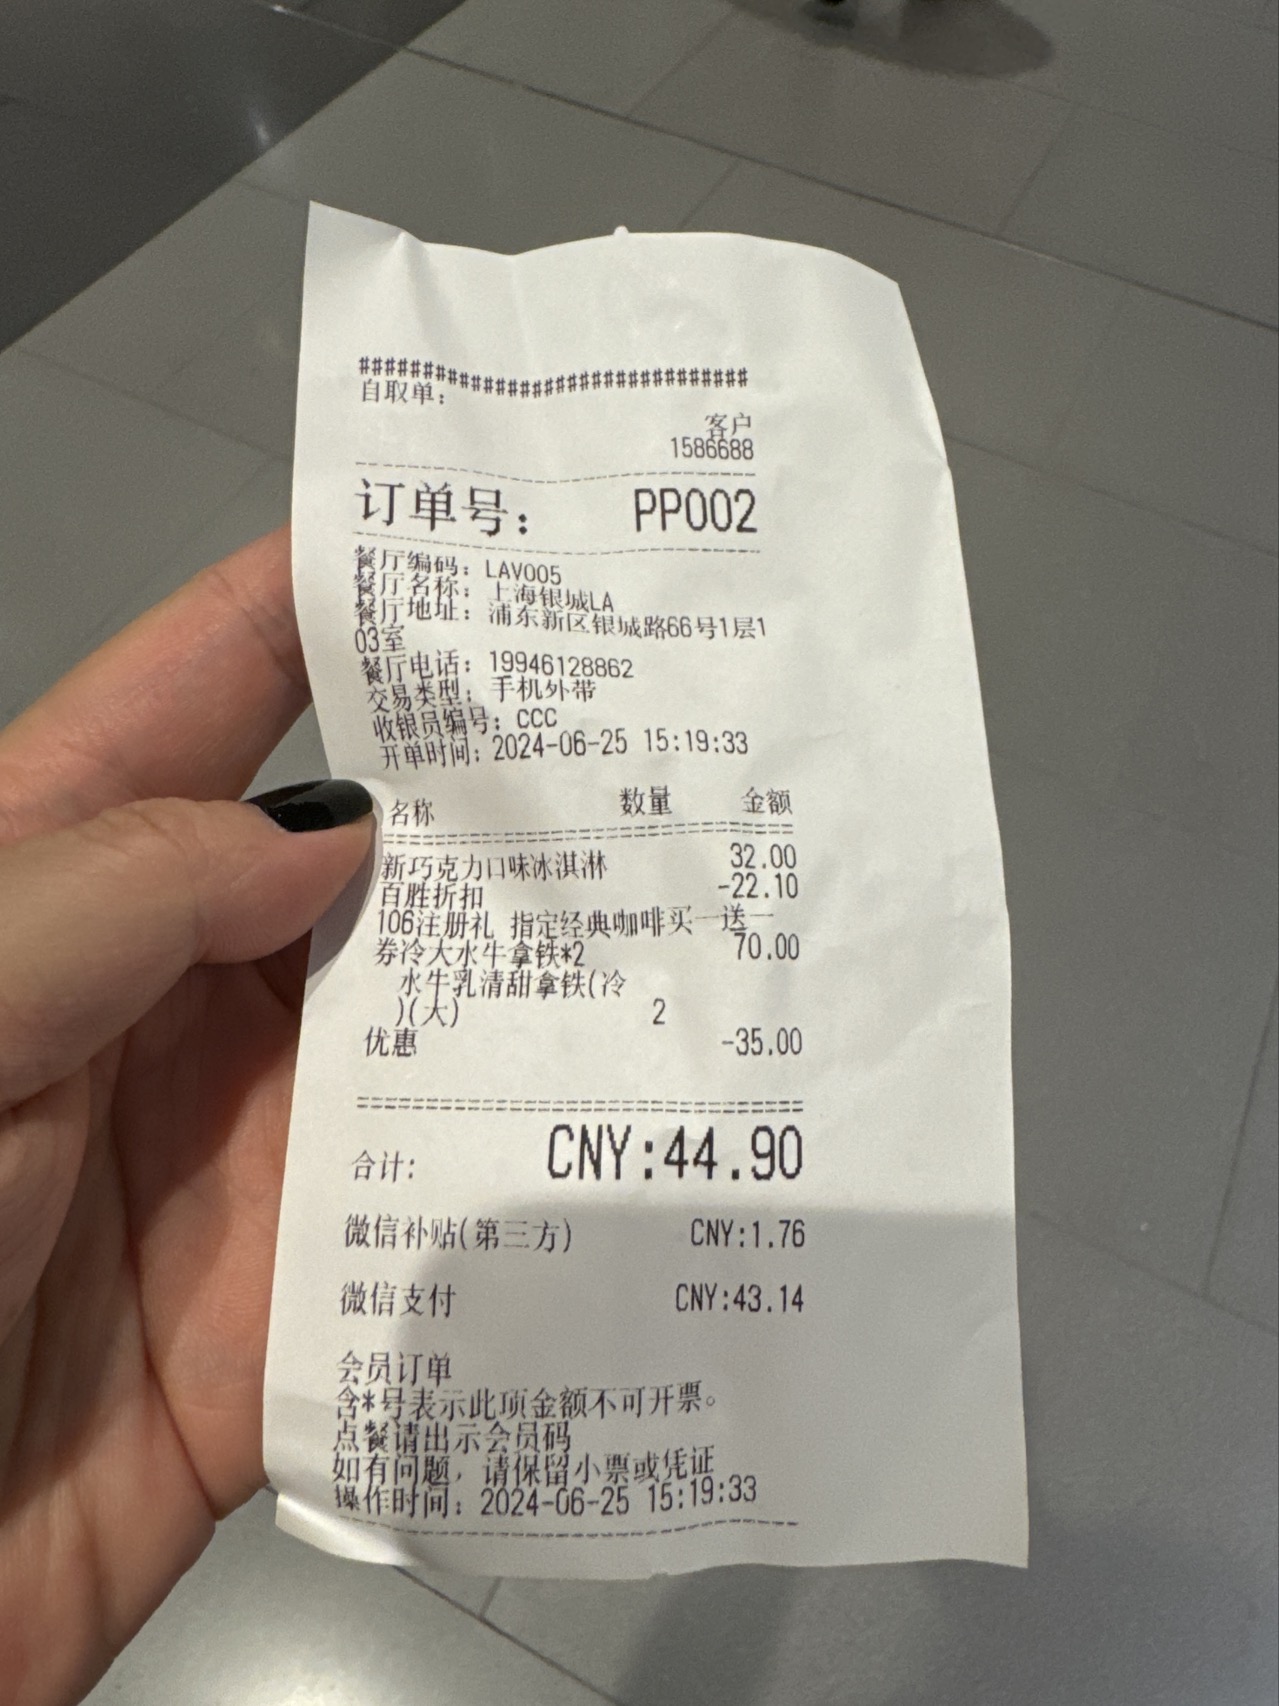 ################################
自取单：
客户
1586688
订单号： PP002
餐厅编码：LAV005
餐厅名称：上海银城LA
餐厅地址：浦东新区银城路66号1层1
03室
餐厅电话：19946128862
交易类型：手机外带
收银员编号：CCC
开单时间：2024-06-25 15:19:33
名称 数量 金额
新巧克力口味冰淇淋 32.00
百胜折扣 -22.10
106注册礼 指定经典咖啡买一送一
券冷大水牛拿铁*2 70.00
水牛乳清甜拿铁(冷
)(大) 2
优惠 -35.00
合计: CNY:44.90
微信补贴(第三方) CNY:1.76
微信支付 CNY:43.14
会员订单
含*号表示此项金额不可开票。
点餐请出示会员码
如有问题，请保留小票或凭证
操作时间：2024-06-25 15:19:33